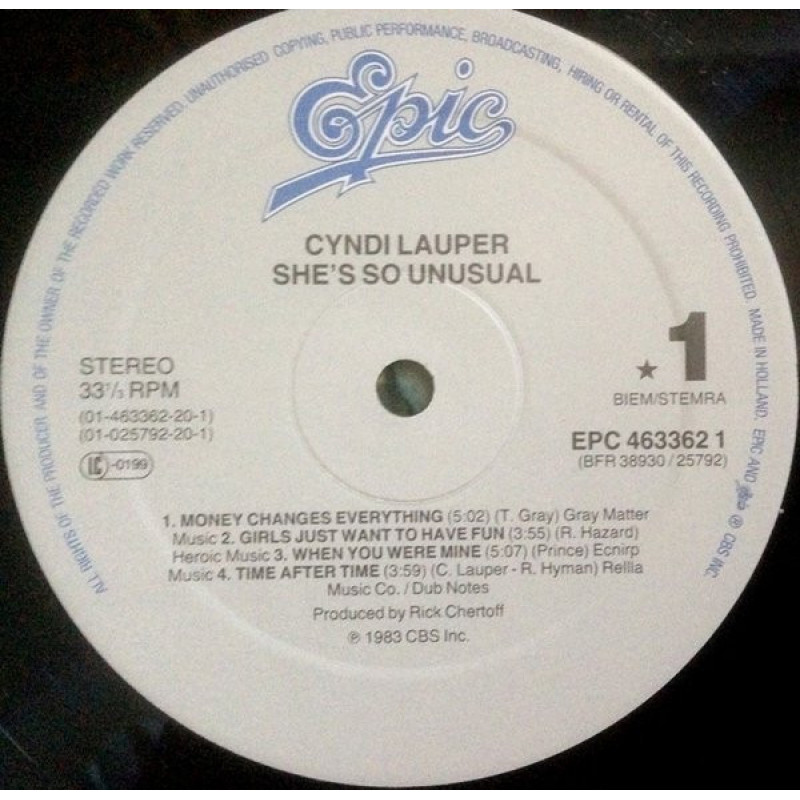 ALL RIGHTS OF THE PRODUCER AND OF THE OWNER OF THE RECORDED WORK RESERVED. UNAUTHORISED COPYING, PUBLIC PERFORMANCE, BROADCASTING, HIRING OR RENTAL OF THIS RECORDING PROHIBITED. MADE IN HOLLAND. EPIC AND
℗ CBS INC.
Epic
CYNDI LAUPER
SHE'S SO UNUSUAL
STEREO
33⅓ RPM
(01-463362-20-1)
(01-025792-20-1)
LC-0199
★ 1
BIEM/STEMRA
EPC 463362 1
(BFR 38930/25792)
1. MONEY CHANGES EVERYTHING (5:02) (T. Gray) Gray Matter
Music 2. GIRLS JUST WANT TO HAVE FUN (3:55) (R. Hazard)
Heroic Music 3. WHEN YOU WERE MINE (5:07) (Prince) Ecnirp
Music 4. TIME AFTER TIME (3:59) (C. Lauper - R. Hyman) Rellla
Music Co. / Dub Notes
Produced by Rick Chertoff
℗ 1983 CBS Inc.